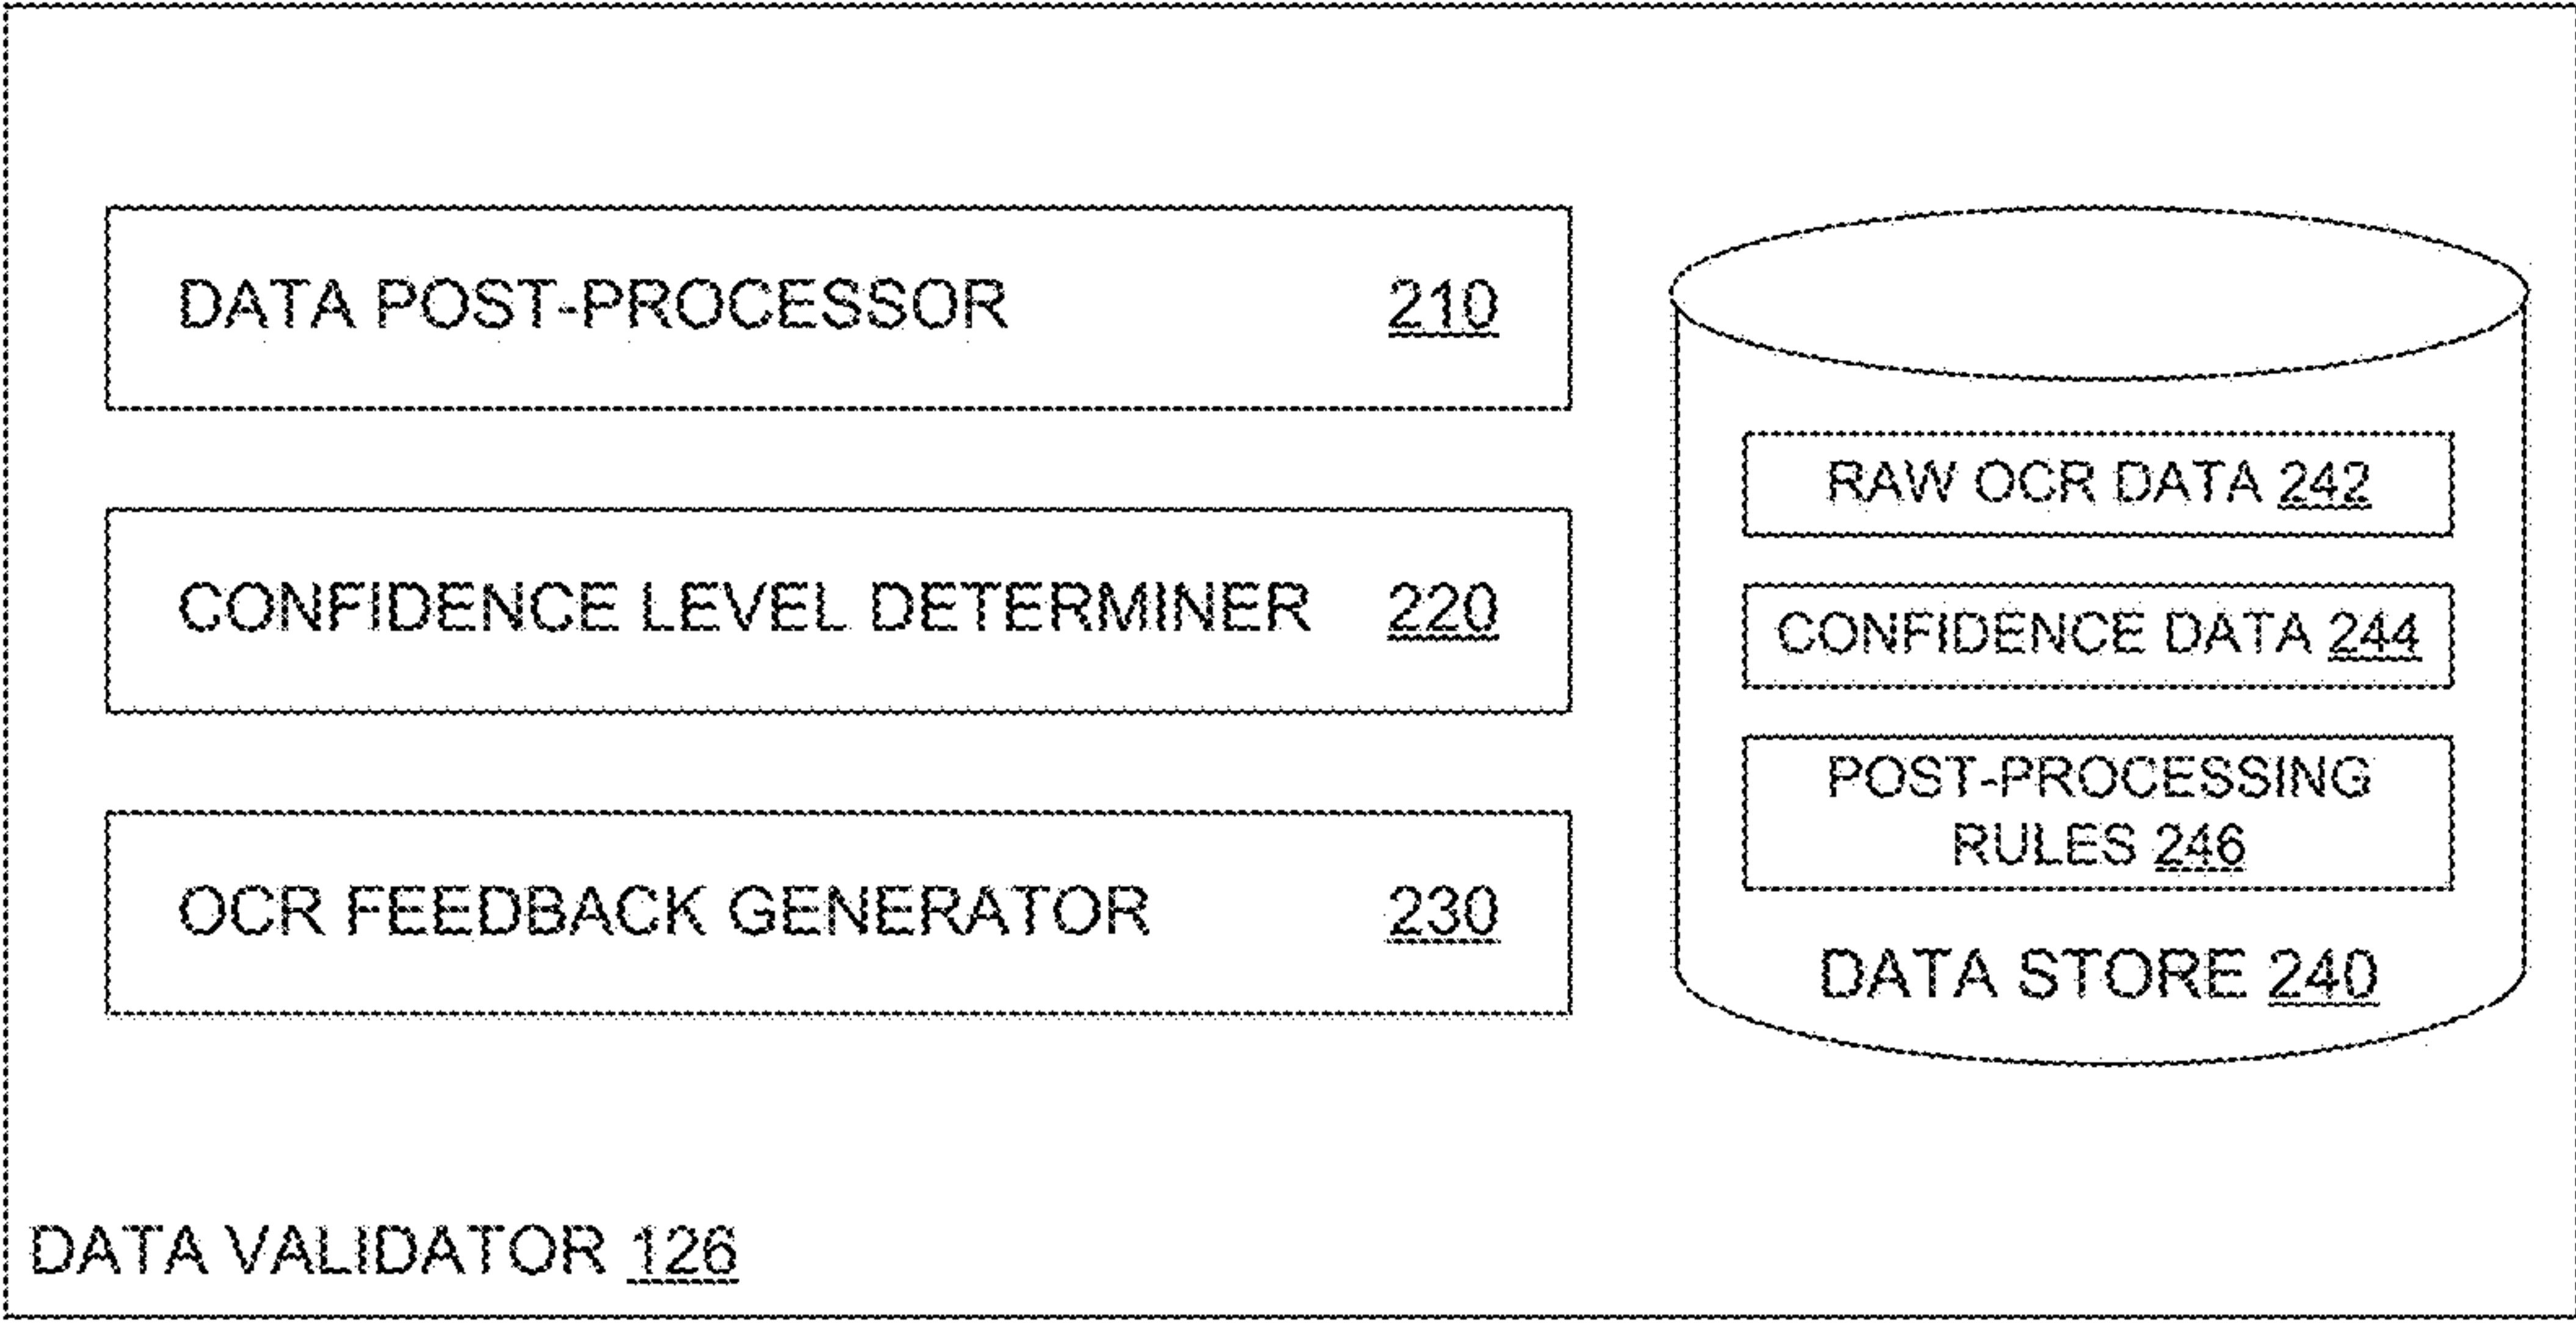 DATA POST-PROCESSOR 210
CONFIDENCE LEVEL DETERMINER 220
OCR FEEDBACK GENERATOR 230
RAW OCR DATA 242
CONFIDENCE DATA 244
POST-PROCESSING
RULES 246
DATA STORE 240
DATA VALIDATOR 126